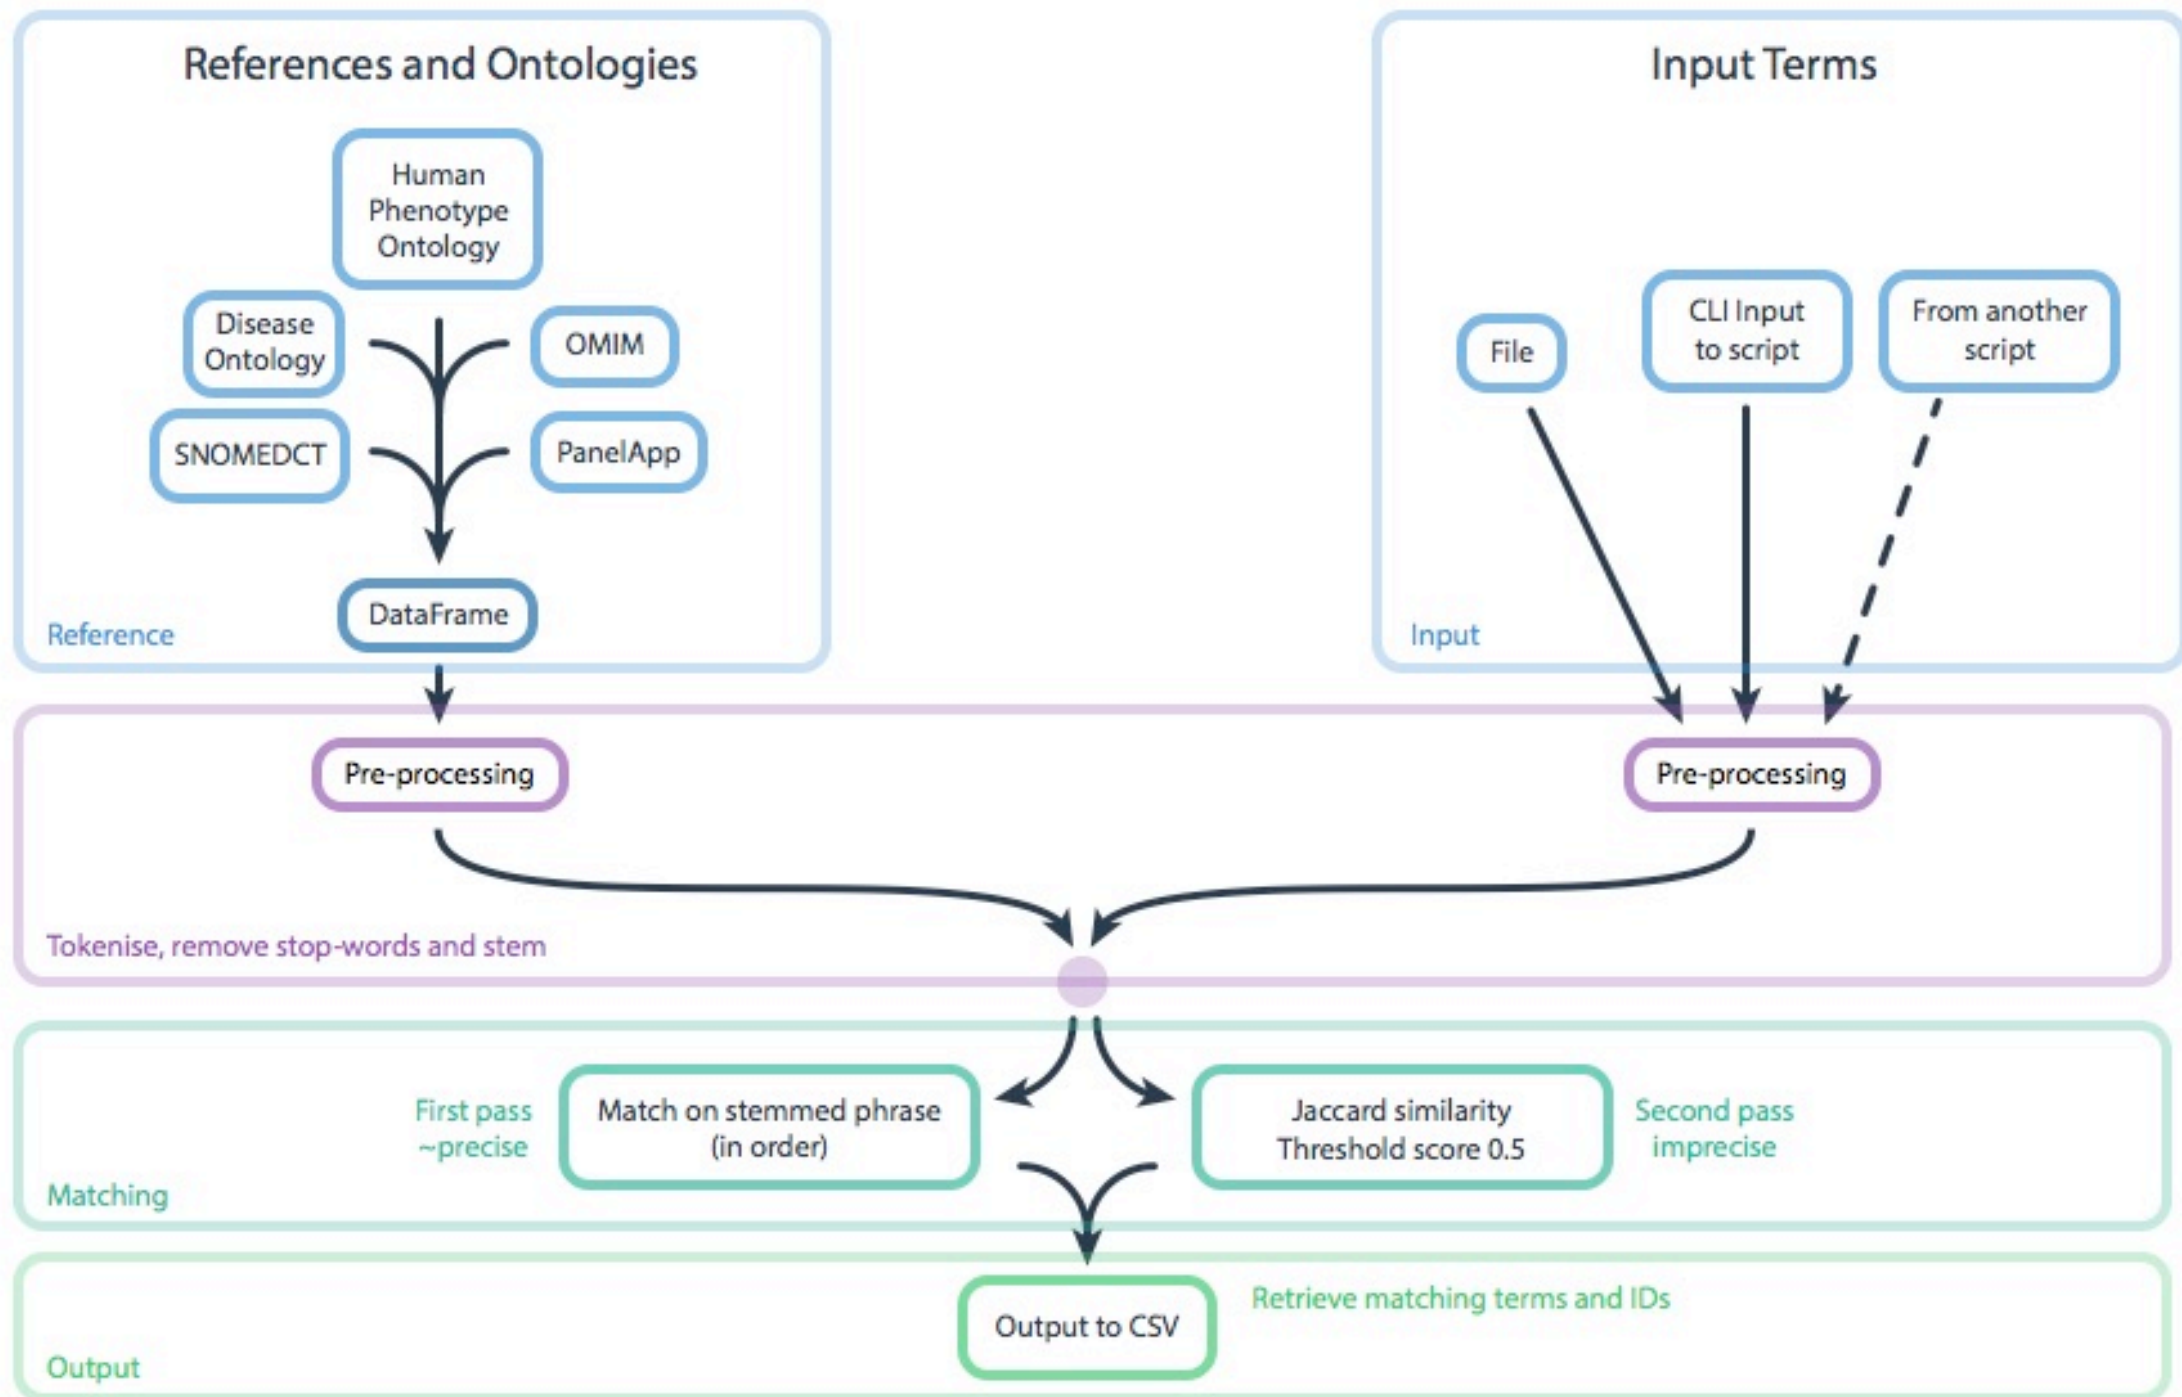 References and Ontologies
Human
Phenotype
Ontology
Disease
Ontology
OMIM
SNOMEDCT
PanelApp
DataFrame
Reference
Input Terms
File
CLI Input
to script
From another
script
Input
Pre-processing
Pre-processing
Tokenise, remove stop-words and stem
First pass
~precise
Match on stemmed phrase
(in order)
Jaccard similarity
Threshold score 0.5
Second pass
imprecise
Matching
Output to CSV
Retrieve matching terms and IDs
Output